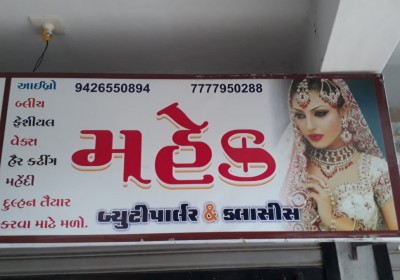 આઈબ્રો
બ્લીચ
ફેશીયલ
વેક્સ
હૈર કટીંગ
મહેંદી
દુલ્હન તૈયાર
કરવા માટે મળો.
9426550894 7777950288
મહેક
બ્યુટીપાર્લર & ક્લાસીસ